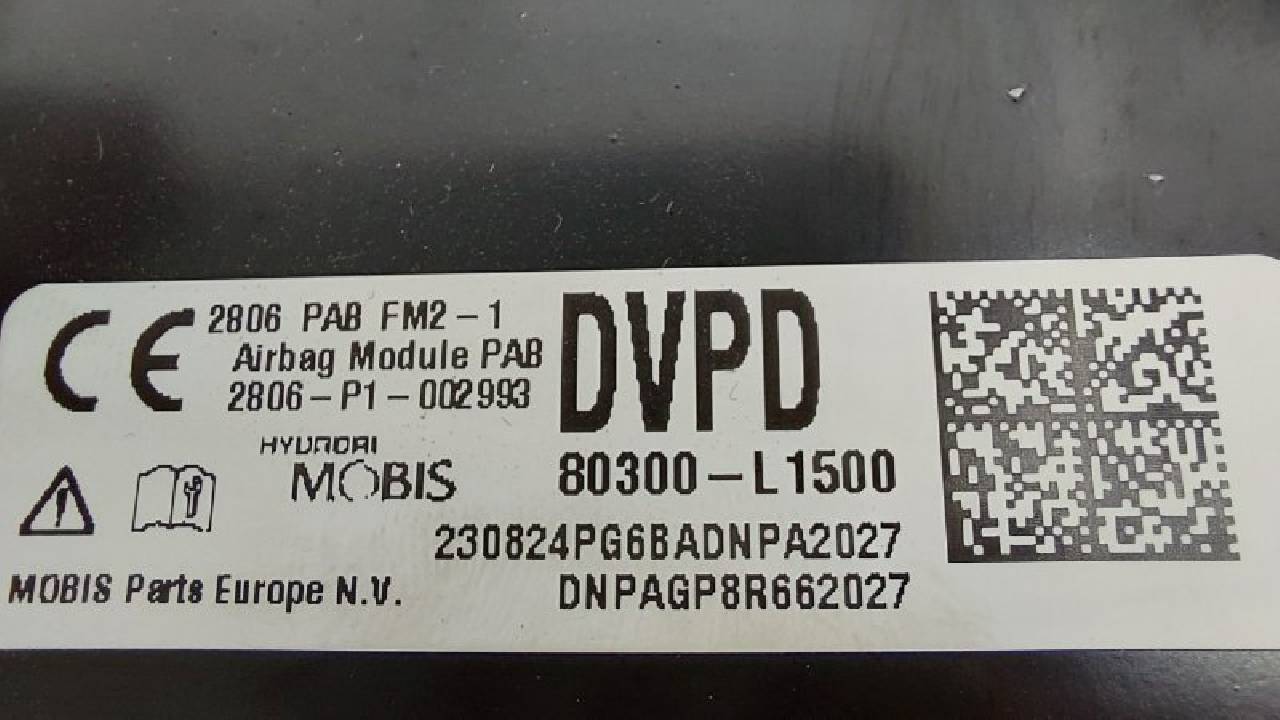 CE
2806 PAB FM2-1
Airbag Module PAB
2806-P1-002993
DVPD
HYUNDAI
MOBIS
80300-L1500
230824PG6BADNPA2027
MOBIS Parts Europe N.V.
DNPAGP8R662027